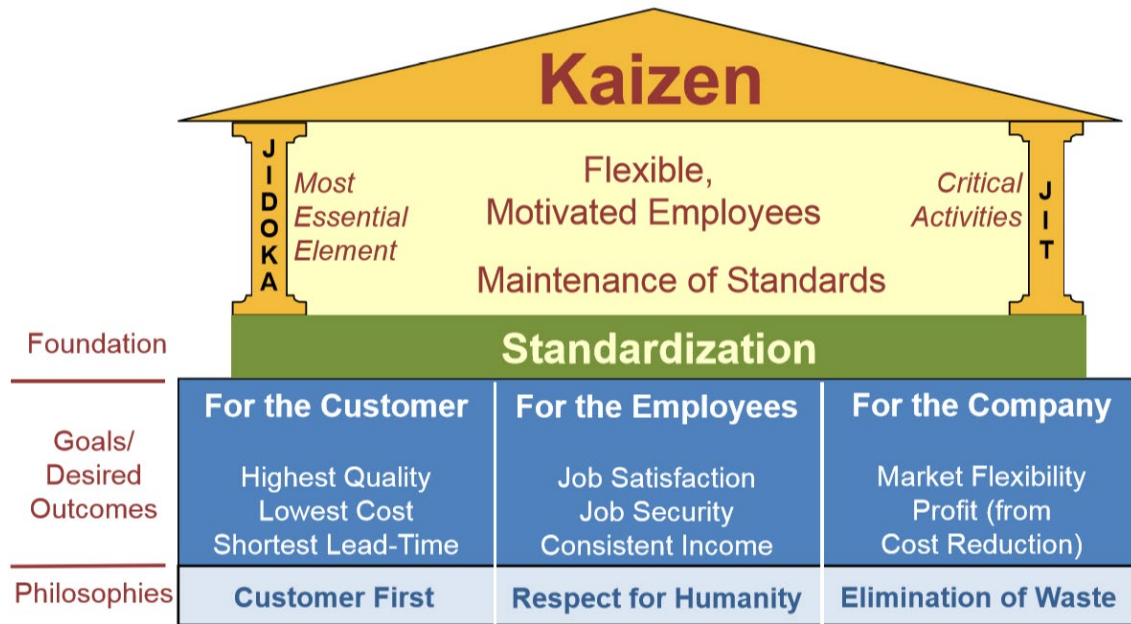 Kaizen
JIDOKA
Most
Essential
Element
Flexible,
Motivated Employees
Maintenance of Standards
Critical
Activities
JIT
Foundation
Standardization
Goals/
Desired
Outcomes
For the Customer
Highest Quality
Lowest Cost
Shortest Lead-Time
For the Employees
Job Satisfaction
Job Security
Consistent Income
For the Company
Market Flexibility
Profit (from
Cost Reduction)
Philosophies
Customer First
Respect for Humanity
Elimination of Waste